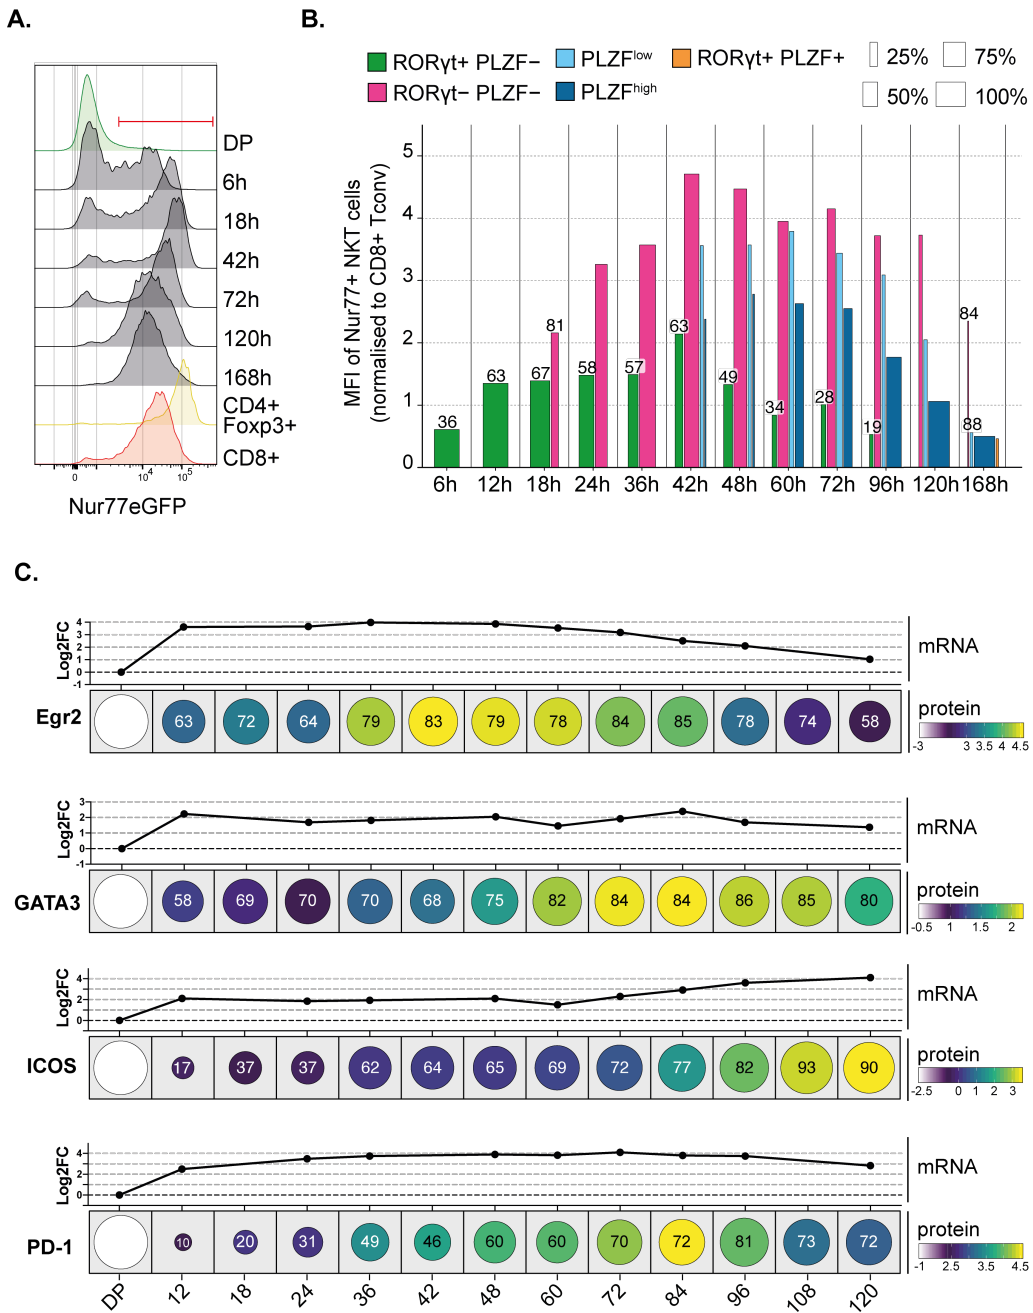 A.
DP
6h
18h
42h
72h
120h
168h
CD4+
Foxp3+
CD8+
0 10^4 10^5
Nur77eGFP
B.
RORγt+ PLZF− PLZF^low RORγt+ PLZF+
RORγt− PLZF− PLZF^high
25% 75%
50% 100%
MFI of Nur77+ NKT cells
(normalised to CD8+ Tconv)
5
4
3
2
1
0
36 63 67 81 58 57 63 49 34 28 19 84 88
6h 12h 18h 24h 36h 42h 48h 60h 72h 96h 120h 168h
C.
Log2FC
4
3
2
1
0
-1
mRNA
Egr2
63 72 64 79 83 79 78 84 85 78 74 58
protein
-3 3 3.5 4 4.5
Log2FC
3
2
1
0
-1
mRNA
GATA3
58 69 70 70 68 75 82 84 84 86 85 80
protein
-0.5 1 1.5 2
Log2FC
4
2
0
mRNA
ICOS
17 37 37 62 64 65 69 72 77 82 93 90
protein
-2.5 0 1 2 3
Log2FC
4
2
0
mRNA
PD-1
10 20 31 49 46 60 60 70 72 81 73 72
protein
-1 2.5 3.5 4.5
DP 12 18 24 36 42 48 60 72 84 96 108 120